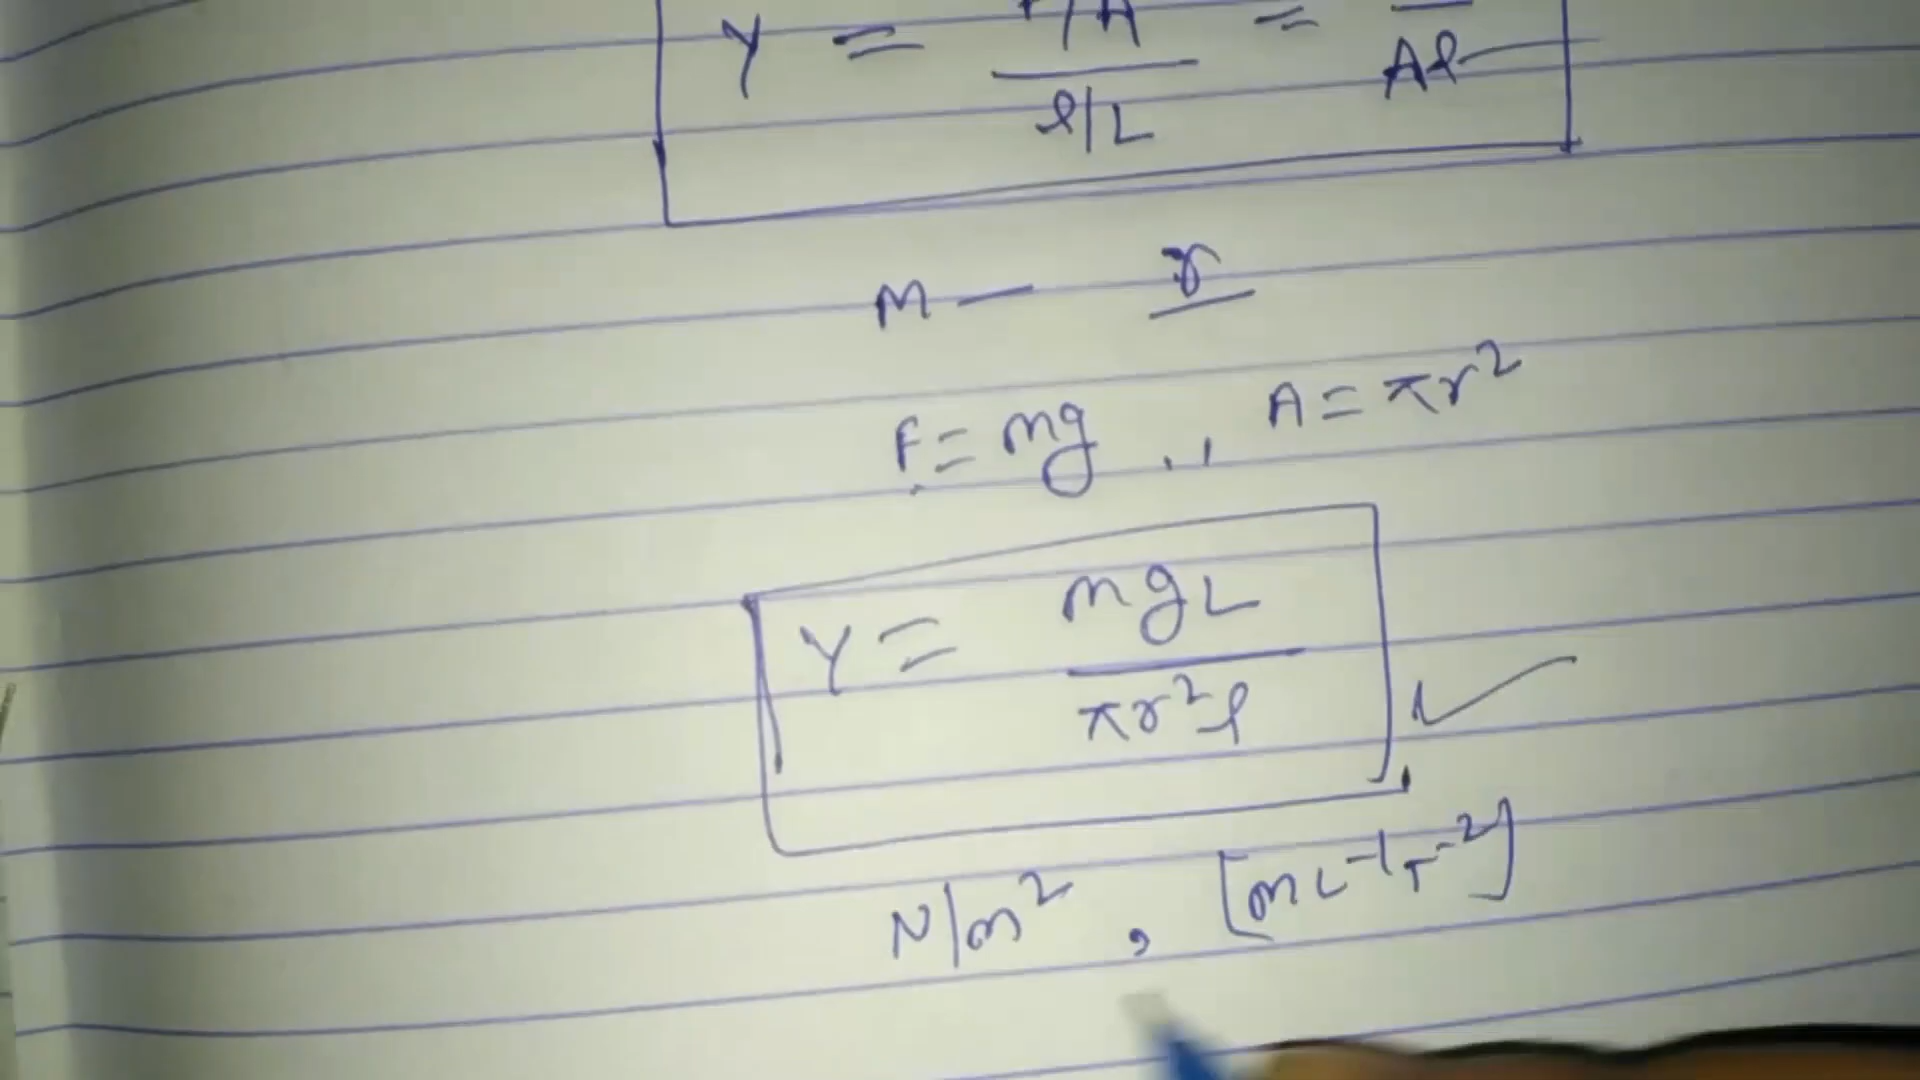 Y = F/A / l/L = / Al
M — r
F = mg , , A = πr²
Y = mgL / πr²l
N/m² , [mL⁻¹T⁻²]